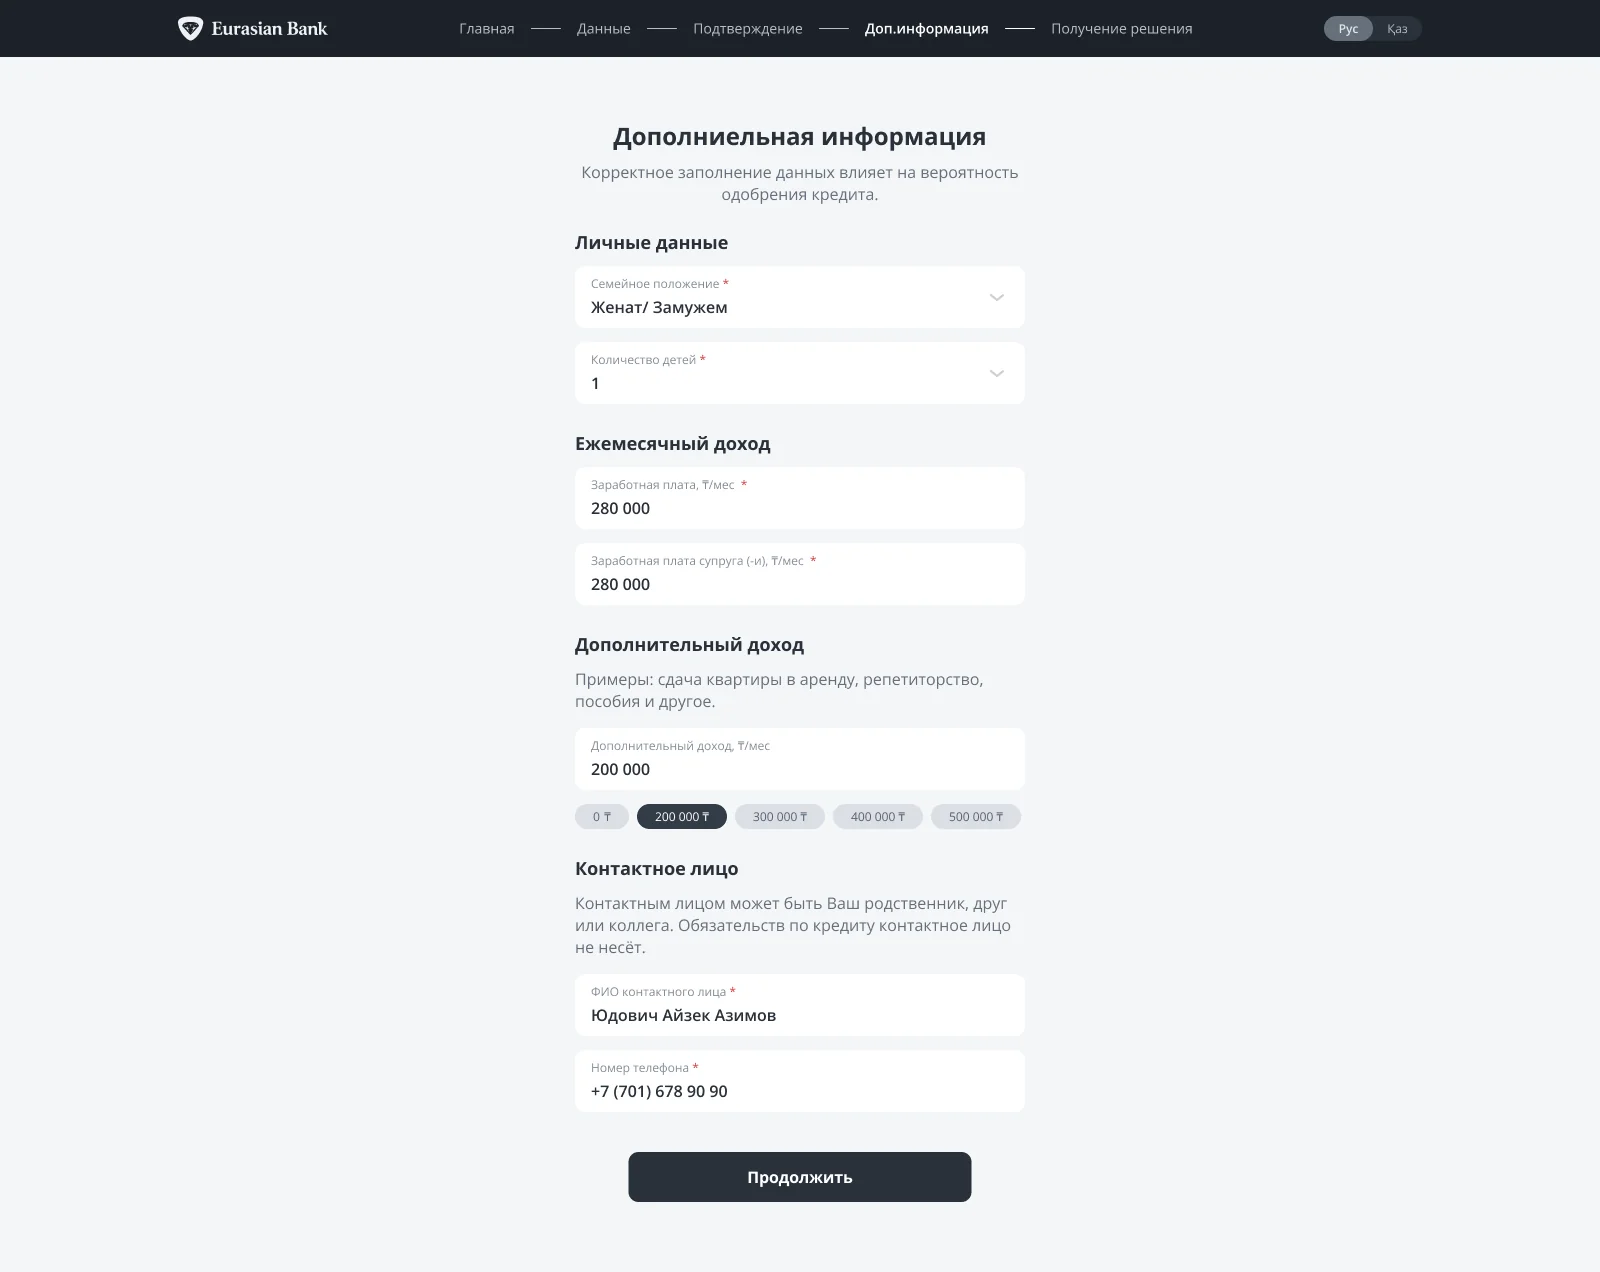 Eurasian Bank
Главная
Данные
Подтверждение
Доп.информация
Получение решения
Рус
Қаз
Дополниельная информация
Корректное заполнение данных влияет на вероятность
одобрения кредита.
Личные данные
Семейное положение *
Женат/ Замужем
Количество детей *
1
Ежемесячный доход
Заработная плата, ₸/мес *
280 000
Заработная плата супруга (-и), ₸/мес *
280 000
Дополнительный доход
Примеры: сдача квартиры в аренду, репетиторство,
пособия и другое.
Дополнительный доход, ₸/мес
200 000
0 ₸
200 000 ₸
300 000 ₸
400 000 ₸
500 000 ₸
Контактное лицо
Контактным лицом может быть Ваш родственник, друг
или коллега. Обязательств по кредиту контактное лицо
не несёт.
ФИО контактного лица *
Юдович Айзек Азимов
Номер телефона *
+7 (701) 678 90 90
Продолжить